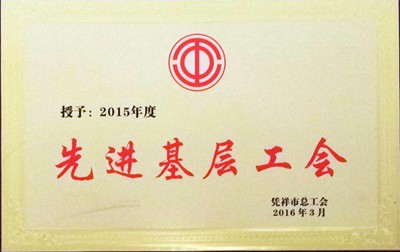 授予：2015年度
先进基层工会
凭祥市总工会
2016年3月